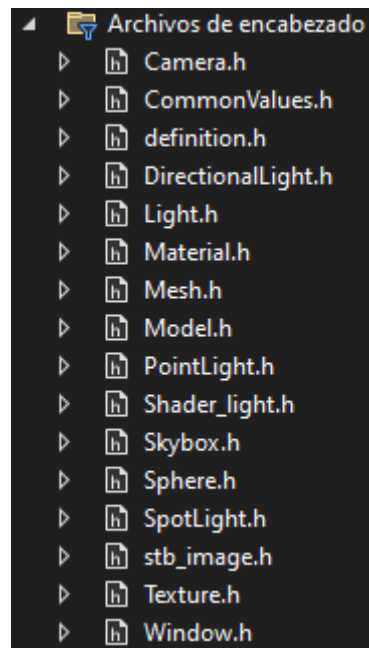 Archivos de encabezado
Camera.h
CommonValues.h
definition.h
DirectionalLight.h
Light.h
Material.h
Mesh.h
Model.h
PointLight.h
Shader_light.h
Skybox.h
Sphere.h
SpotLight.h
stb_image.h
Texture.h
Window.h